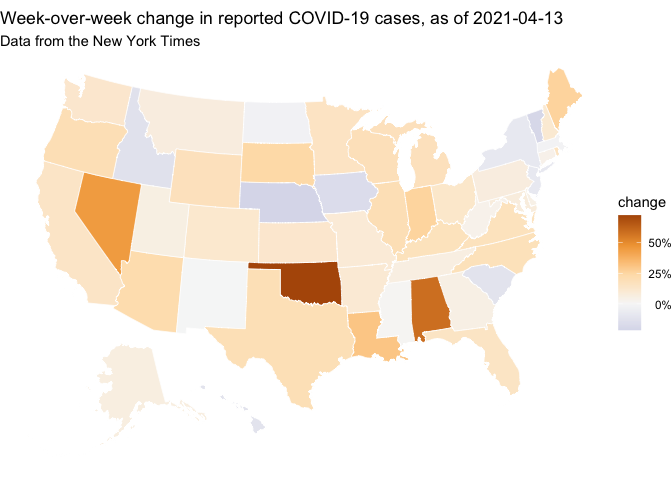 Week-over-week change in reported COVID-19 cases, as of 2021-04-13
Data from the New York Times
change
50%
25%
0%